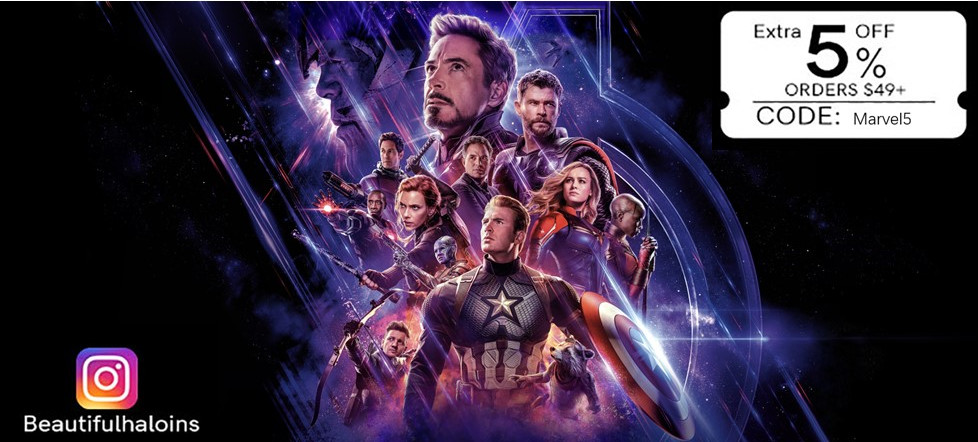 Extra 5% OFF
ORDERS $49+
CODE: Marvel5
Beautifulhaloins